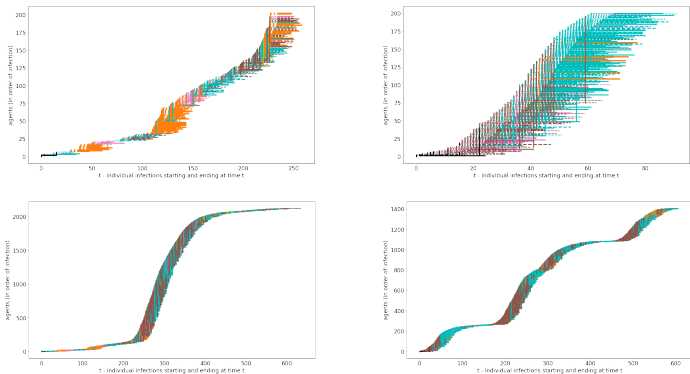 200
175
150
125
100
75
50
25
0
agents (in order of infection)
0 50 100 150 200 250
t - individual infections starting and ending at time t
200
175
150
125
100
75
50
25
0
agents (in order of infection)
0 20 40 60 80
t - individual infections starting and ending at time t
2000
1500
1000
500
0
agents (in order of infection)
0 100 200 300 400 500 600
t - individual infections starting and ending at time t
1400
1200
1000
800
600
400
200
0
agents (in order of infection)
0 100 200 300 400 500 600
t - individual infections starting and ending at time t